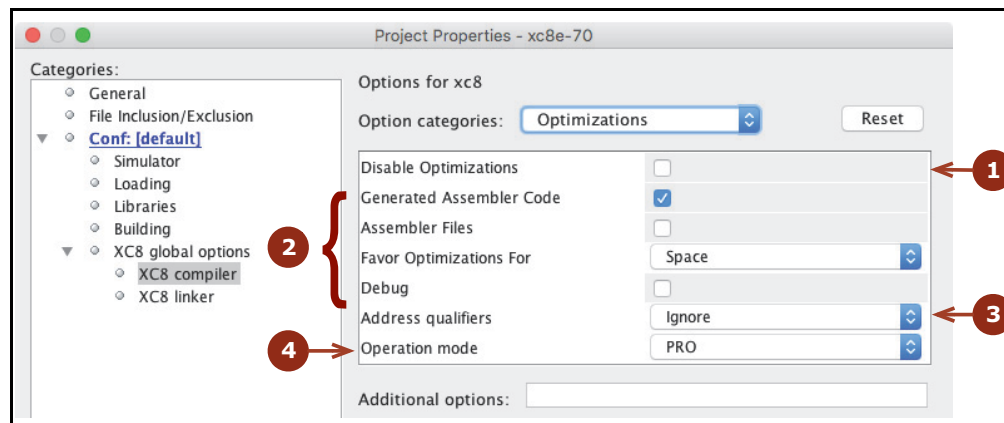 Project Properties - xc8e-70
Categories:
General
File Inclusion/Exclusion
Conf: [default]
Simulator
Loading
Libraries
Building
XC8 global options
XC8 compiler
XC8 linker
Options for xc8
Option categories: Optimizations Reset
Disable Optimizations 1
2
Generated Assembler Code
Assembler Files
Favor Optimizations For Space
Debug
Address qualifiers Ignore 3
4 Operation mode PRO
Additional options: